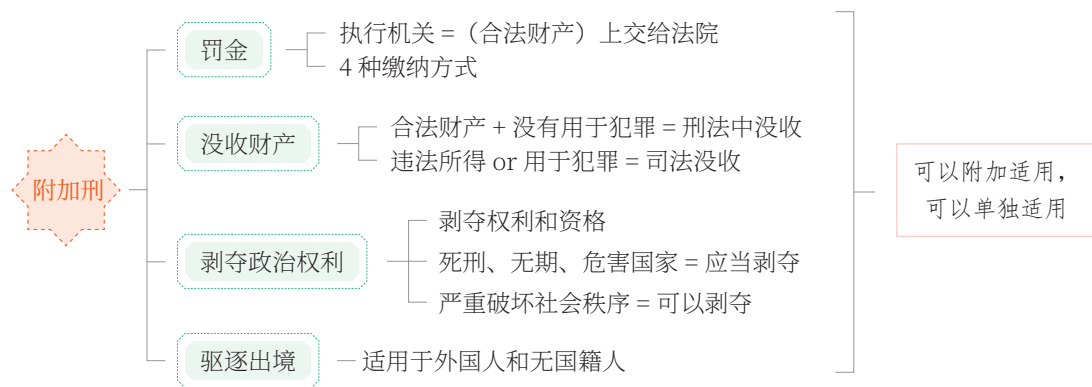 附加刑
罚金
执行机关 =（合法财产）上交给法院
4 种缴纳方式
没收财产
合法财产 + 没有用于犯罪 = 刑法中没收
违法所得 or 用于犯罪 = 司法没收
剥夺政治权利
剥夺权利和资格
死刑、无期、危害国家 = 应当剥夺
严重破坏社会秩序 = 可以剥夺
驱逐出境
适用于外国人和无国籍人
可以附加适用，
可以单独适用